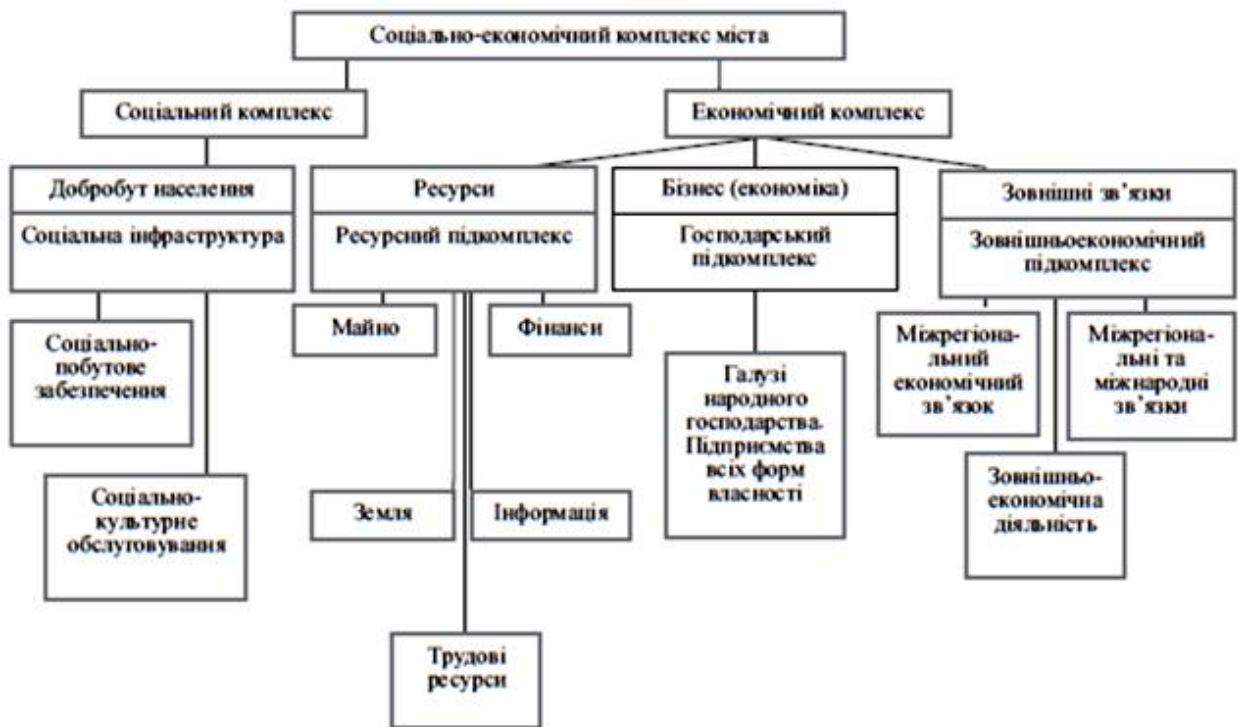 Соціально-економічний комплекс міста
Соціальний комплекс
Економічний комплекс
Добробут населення
Соціальна інфраструктура
Ресурси
Ресурсний підкомплекс
Бізнес (економіка)
Господарський
підкомплекс
Зовнішні зв’язки
Зовнішньоекономічний
підкомплекс
Майно
Фінанси
Соціально-
побутове
забезпечення
Галузі
народного
господарства.
Підприємства
всіх форм
власності
Міжрегіона-
льний
економічний
зв’язок
Міжрегіона-
льні та
міжнародні
зв’язки
Соціально-
культурне
обслуговування
Земля
Інформація
Зовнішньо-
економічна
діяльність
Трудові
ресурси